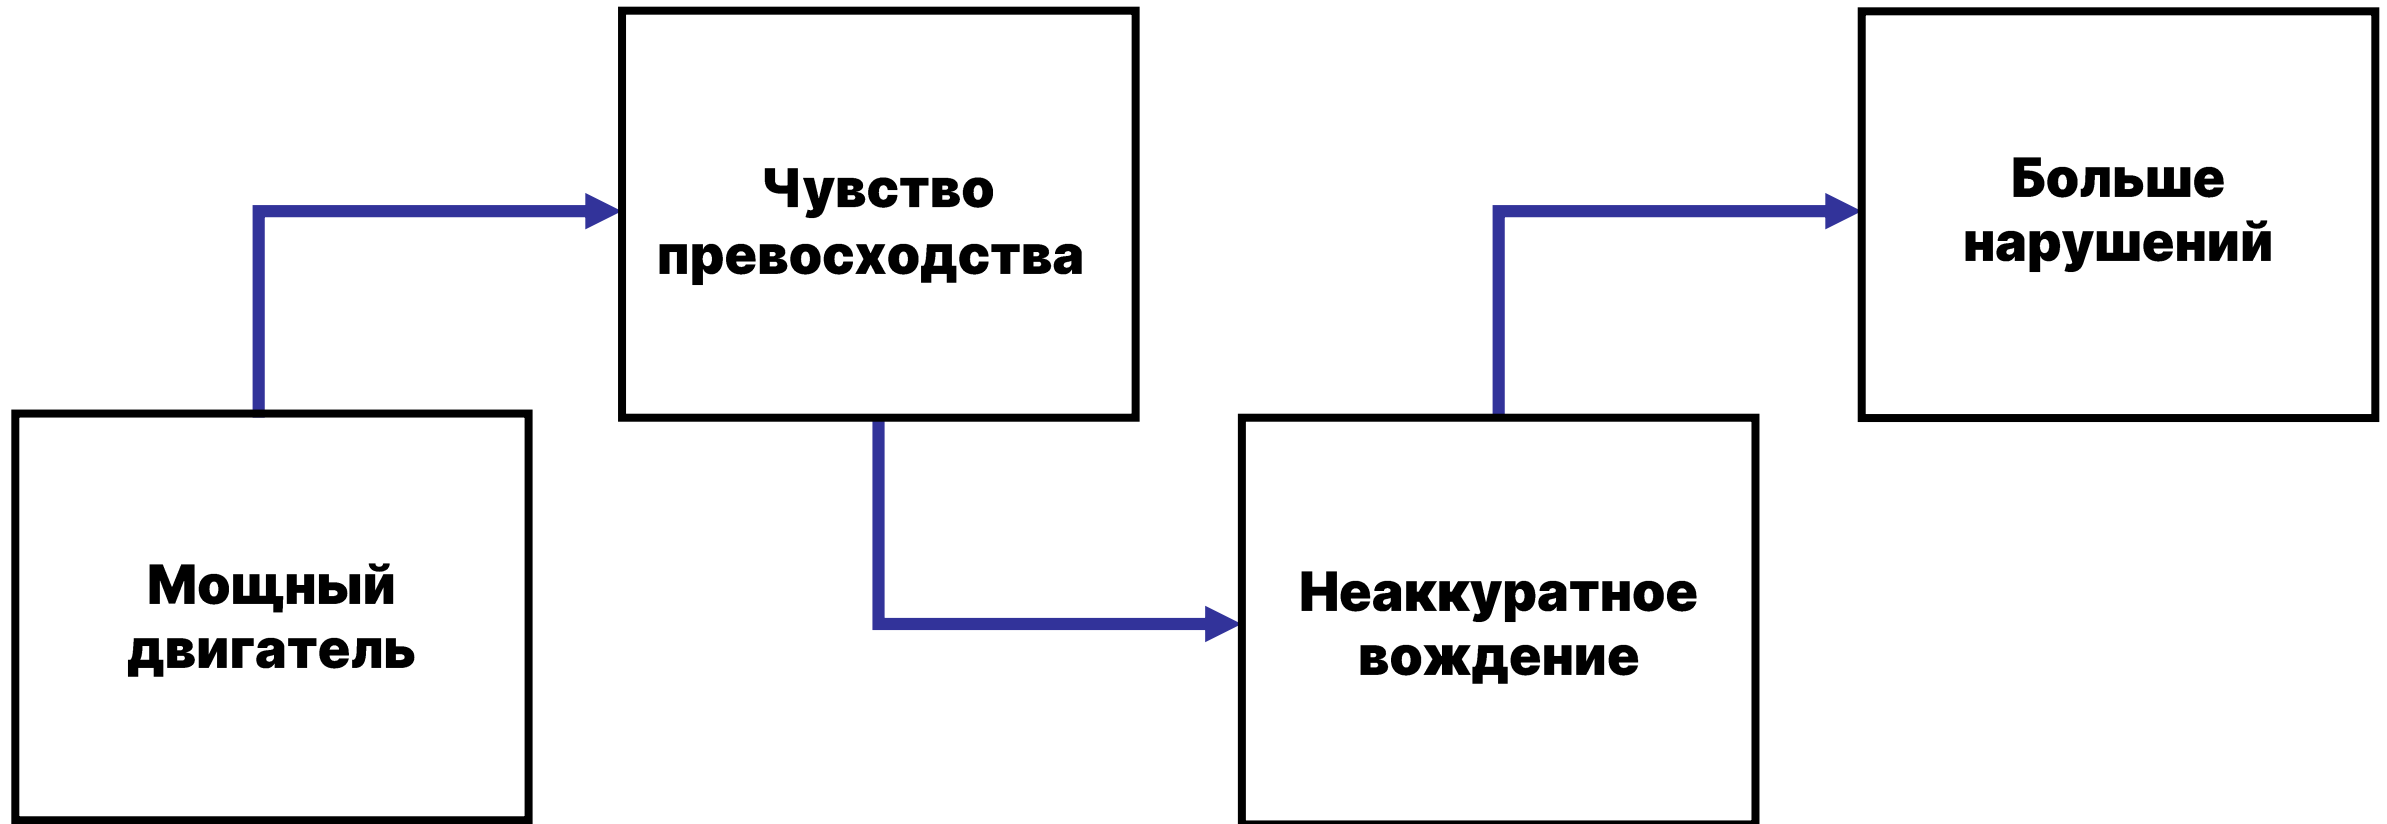 Мощный
двигатель
Чувство
превосходства
Неаккуратное
вождение
Больше
нарушений